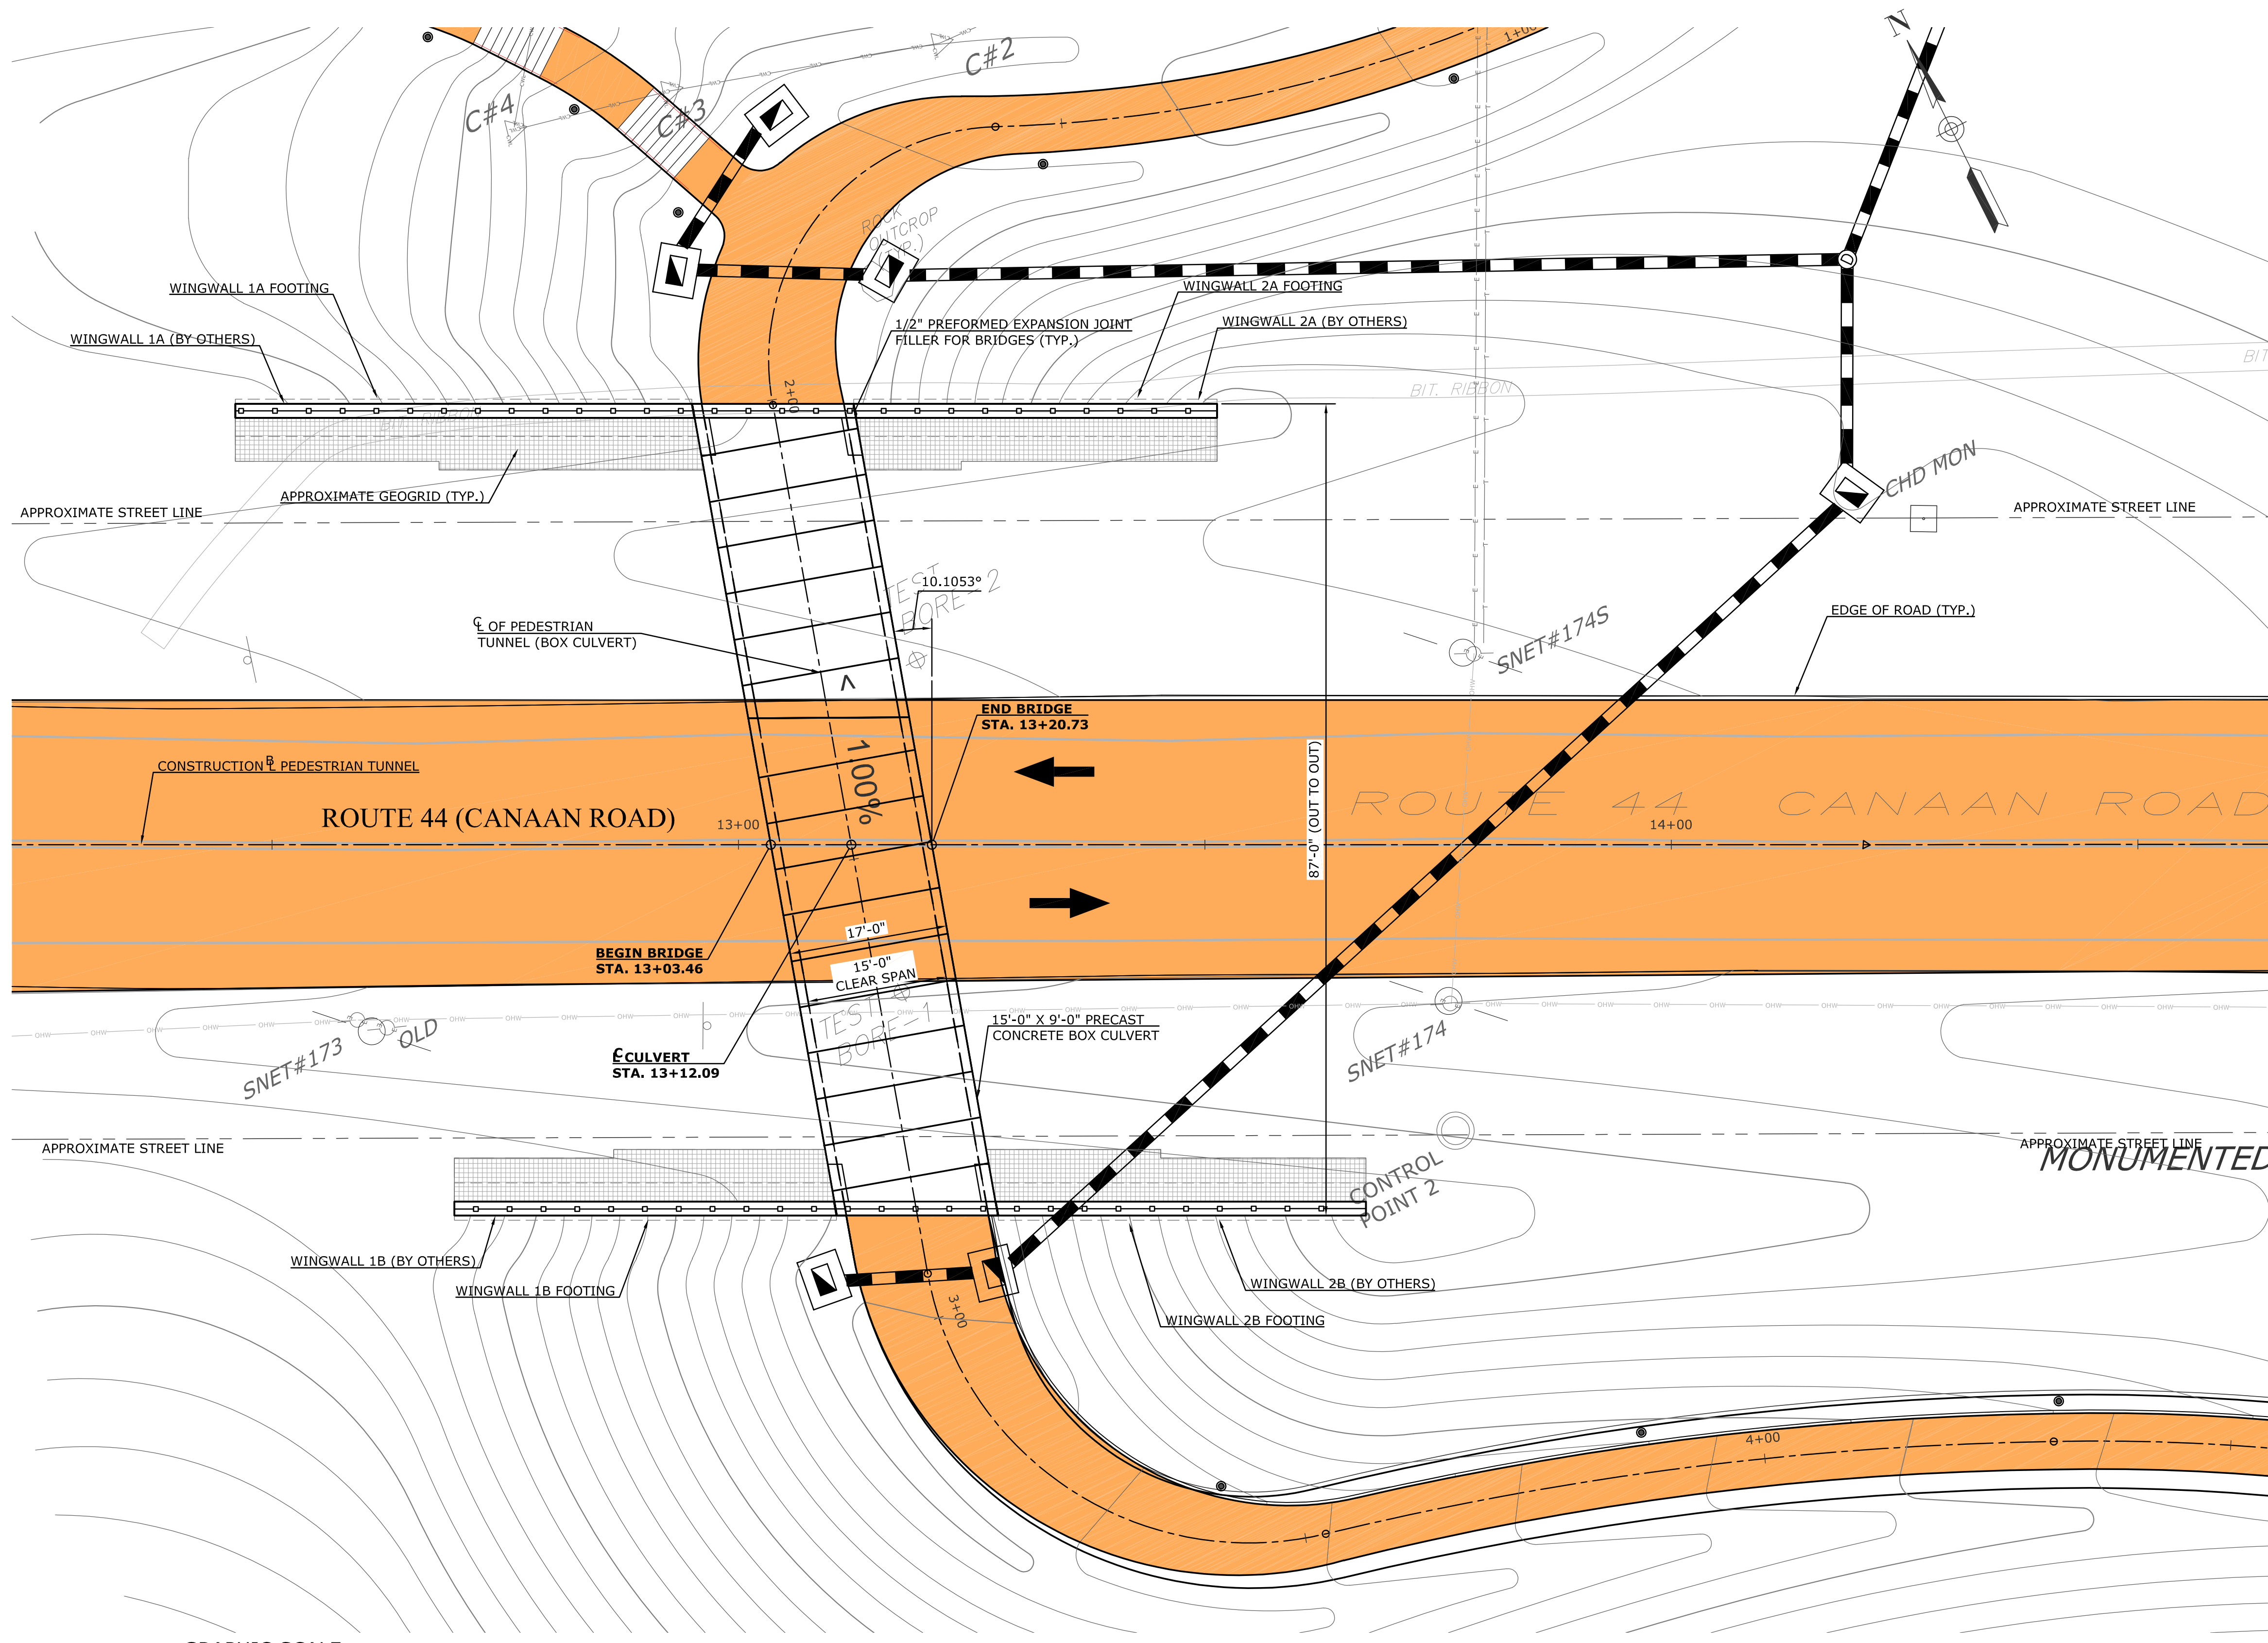 N
1+00
C#2
C#4
C#3
ROCK
OUTCROP
(TYP.)
WINGWALL 1A FOOTING
WINGWALL 2A FOOTING
WINGWALL 1A (BY OTHERS)
1/2" PREFORMED EXPANSION JOINT
FILLER FOR BRIDGES (TYP.)
WINGWALL 2A (BY OTHERS)
D
BIT.
BIT. RIBBON
2+00
BIT. RIBBON
CHD MON
APPROXIMATE GEOGRID (TYP.)
APPROXIMATE STREET LINE
APPROXIMATE STREET LINE
TEST
BORE-2
10.1053°
EDGE OF ROAD (TYP.)
℄ OF PEDESTRIAN
TUNNEL (BOX CULVERT)
SNET#174S
END BRIDGE
STA. 13+20.73
1.00%
CONSTRUCTION BL PEDESTRIAN TUNNEL
87'-0" (OUT TO OUT)
ROUTE 44 (CANAAN ROAD)
ROUTE 44 CANAAN ROAD
13+00
14+00
17'-0"
BEGIN BRIDGE
STA. 13+03.46
15'-0"
CLEAR SPAN
TEST
BORE-1
15'-0" X 9'-0" PRECAST
CONCRETE BOX CULVERT
OHW
SNET#173
OLD
SNET#174
℄ CULVERT
STA. 13+12.09
APPROXIMATE STREET LINE
APPROXIMATE STREET LINE
MONUMENTED
CONTROL
POINT 2
WINGWALL 1B (BY OTHERS)
WINGWALL 1B FOOTING
WINGWALL 2B (BY OTHERS)
WINGWALL 2B FOOTING
3+00
4+00